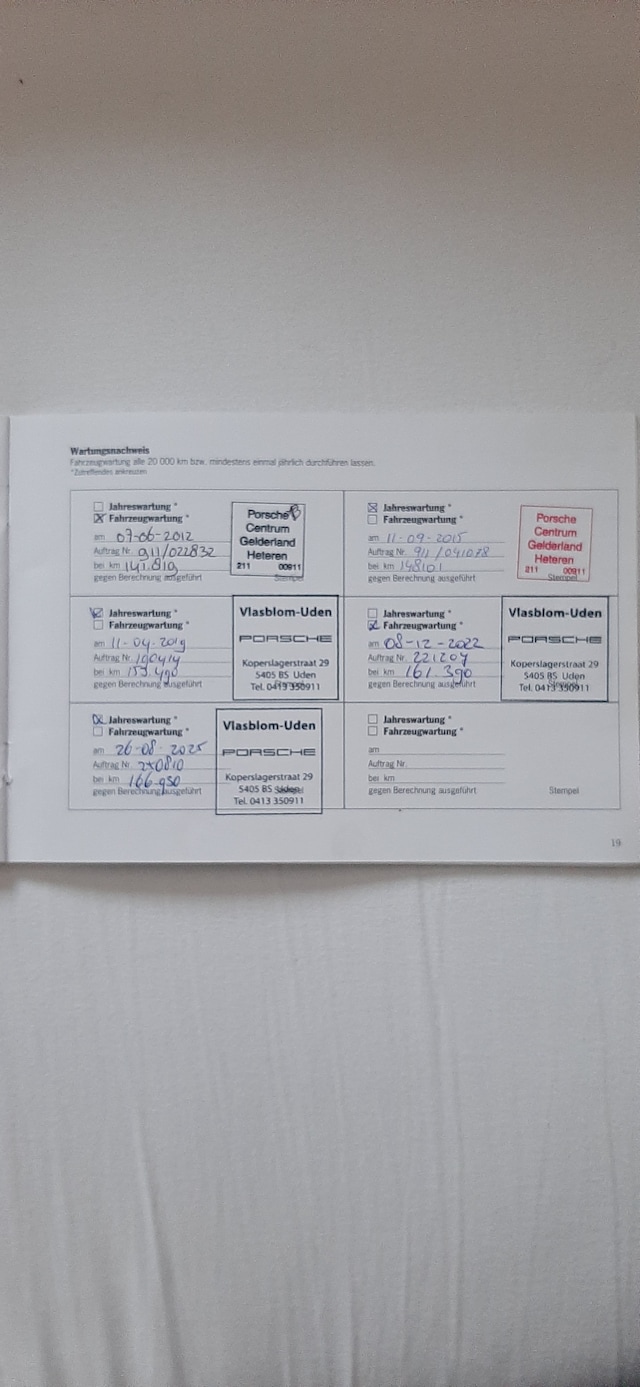 Wartungsnachweis
Fahrzeugwartung alle 20 000 km bzw. mindestens einmal jährlich durchführen lassen.
*Zutreffendes ankreuzen
Jahreswartung *
Fahrzeugwartung *
am 07-06-2012
Auftrag Nr. 911/022832
bei km 141.819
gegen Berechnung ausgeführt
Porsche
Centrum
Gelderland
Heteren
211 00911
Stempel
Jahreswartung *
Fahrzeugwartung *
am 11-09-2015
Auftrag Nr. 911/041078
bei km 148101
gegen Berechnung ausgeführt
Porsche
Centrum
Gelderland
Heteren
211 00911
Stempel
Jahreswartung *
Fahrzeugwartung *
am 11-04-2019
Auftrag Nr. 190414
bei km
gegen Berechnung ausgeführt
Vlasblom-Uden
PORSCHE
Koperslagerstraat 29
5405 BS Uden
Tel. 0413 350911
Stempel
Jahreswartung *
Fahrzeugwartung *
am 08-12-2022
Auftrag Nr. 221207
bei km 161.390
gegen Berechnung ausgeführt
Vlasblom-Uden
PORSCHE
Koperslagerstraat 29
5405 BS Uden
Tel. 0413 350911
Stempel
Jahreswartung *
Fahrzeugwartung *
am 26-08-2025
Auftrag Nr. 250810
bei km 166.950
gegen Berechnung ausgeführt
Vlasblom-Uden
PORSCHE
Koperslagerstraat 29
5405 BS Uden
Tel. 0413 350911
Stempel
Jahreswartung *
Fahrzeugwartung *
am
Auftrag Nr.
bei km
gegen Berechnung ausgeführt
Stempel
19